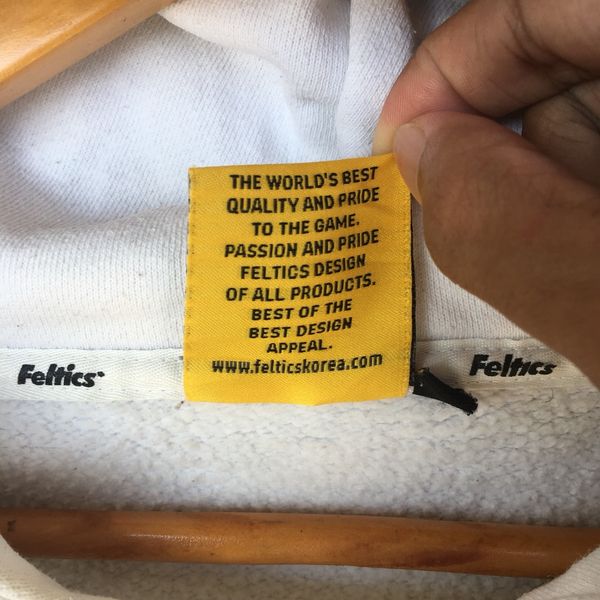 THE WORLD'S BEST
QUALITY AND PRIDE
TO THE GAME.
PASSION AND PRIDE
FELTICS DESIGN
OF ALL PRODUCTS.
BEST OF THE
BEST DESIGN
APPEAL.
www.felticskorea.com
Feltics
Feltics